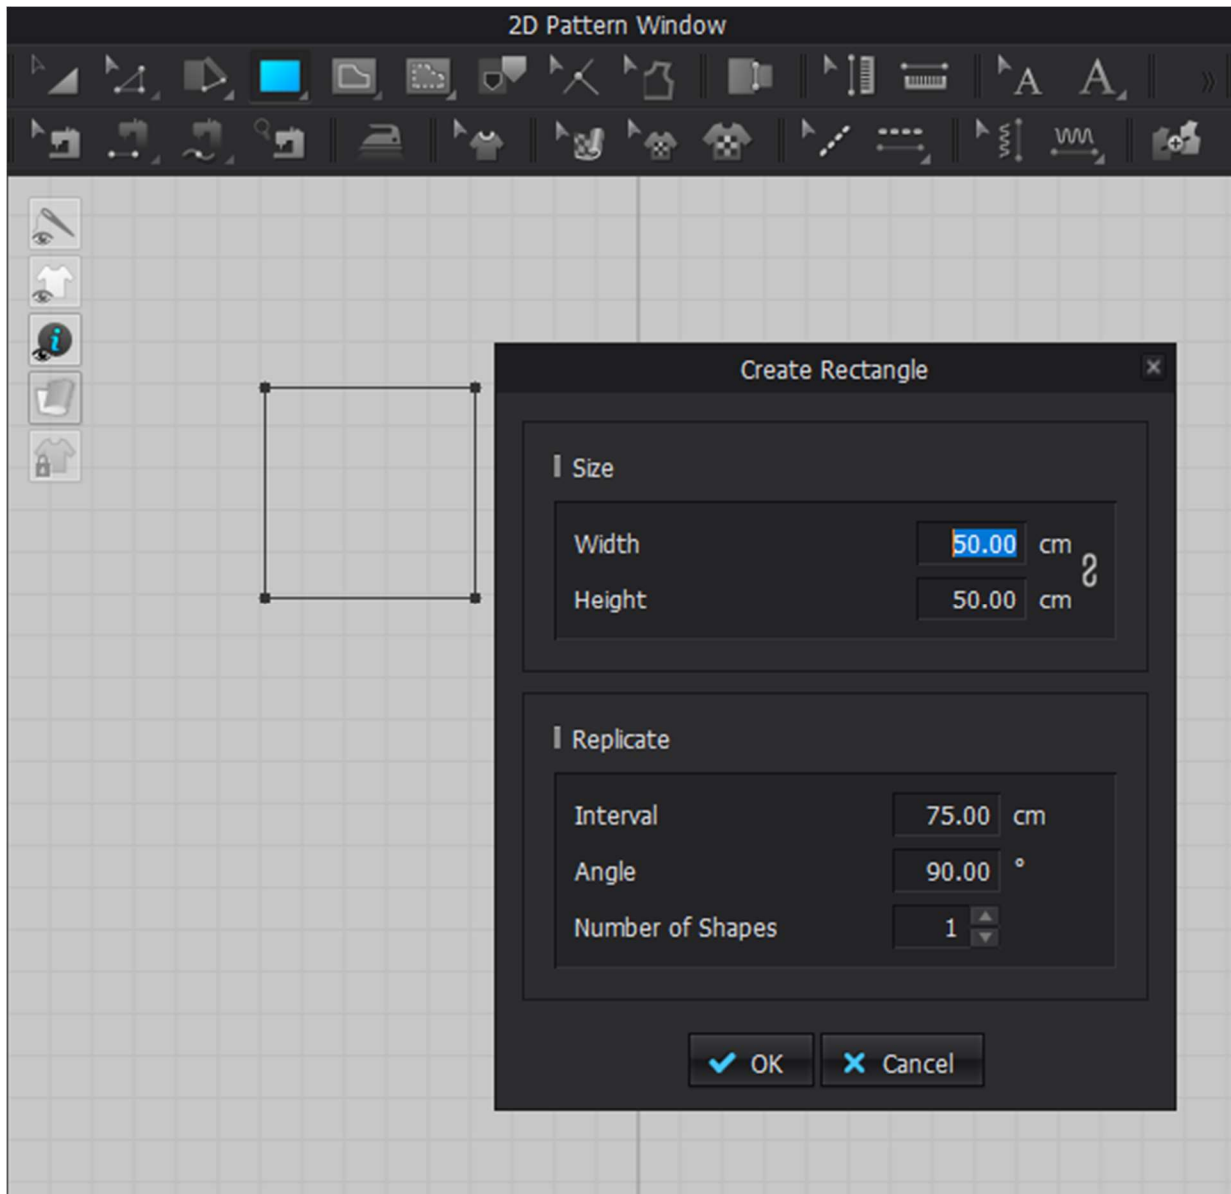 2D Pattern Window
A A
i
Create Rectangle
Size
Width 50.00 cm
Height 50.00 cm
Replicate
Interval 75.00 cm
Angle 90.00 °
Number of Shapes 1
OK Cancel